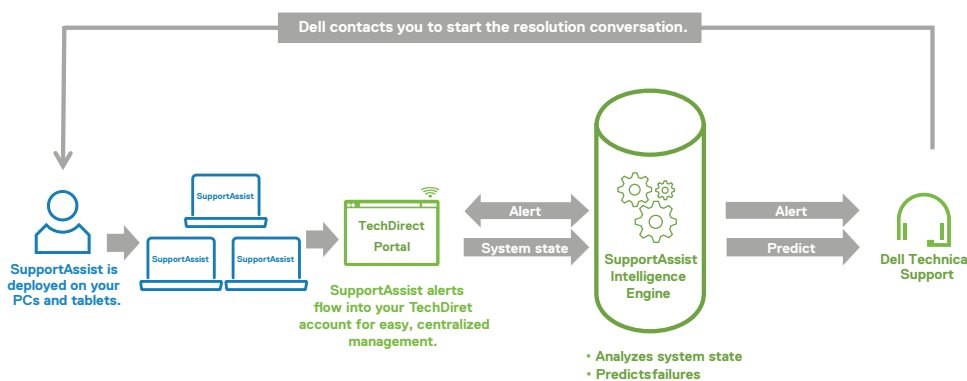 Dell contacts you to start the resolution conversation.
SupportAssist
SupportAssist
SupportAssist
SupportAssist is
deployed on your
PCs and tablets.
TechDirect
Portal
SupportAssist alerts
flow into your TechDiret
account for easy, centralized
management.
Alert
System state
SupportAssist
Intelligence
Engine
• Analyzes system state
• Predictsfailures
Alert
Predict
Dell Technica
Support